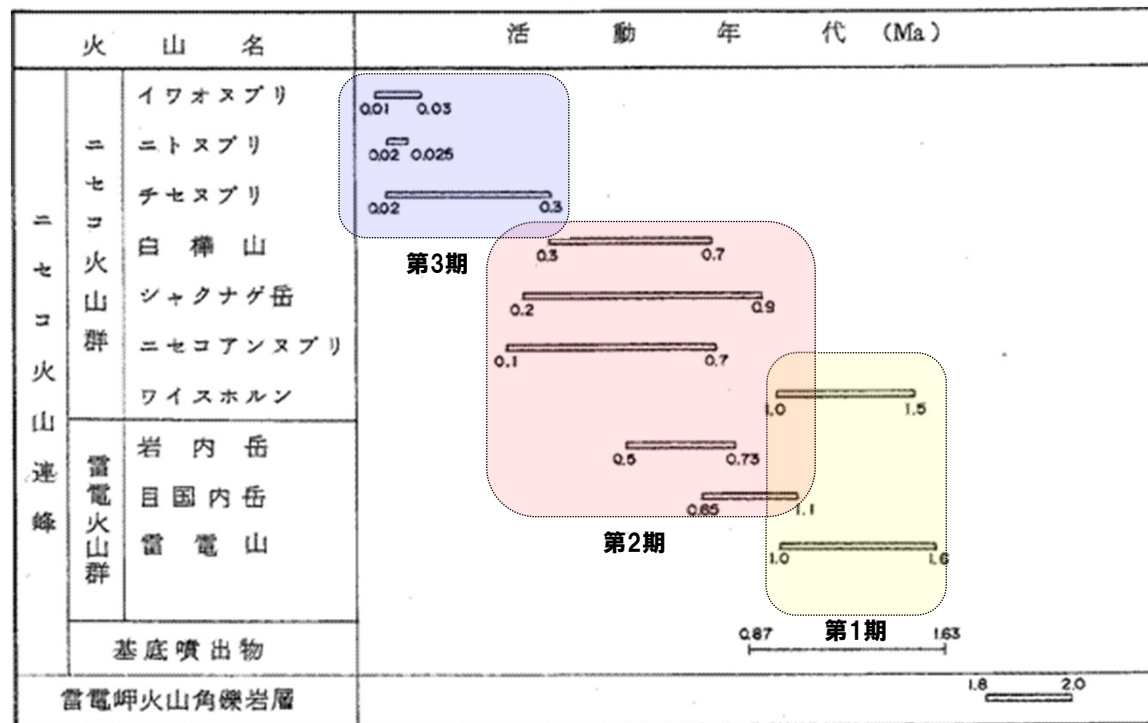 火山名 活動年代 (Ma)
ニセコ火山連峰
ニセコ火山群
イワオヌプリ
0.01 0.03
ニトヌプリ
0.02 0.025
チセヌプリ
0.02 0.3
白樺山
0.3 0.7
第3期
シャクナゲ岳
0.2 0.9
ニセコアンヌプリ
0.1 0.7
ワイスホルン
1.0 1.5
雷電火山群
岩内岳
0.5 0.73
目国内岳
0.65 1.1
第2期
雷電山
1.0 1.6
第1期
基底噴出物
0.87 1.63
雷電岬火山角礫岩層
1.8 2.0